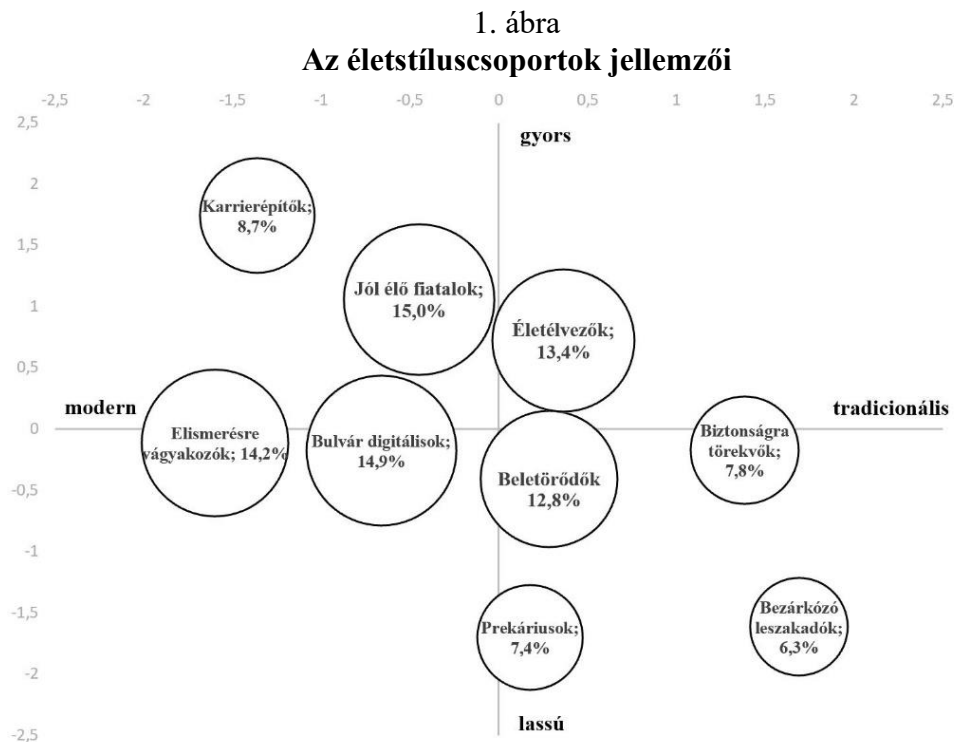 1. ábra
Az életstíluscsoportok jellemzői
-2,5 -2 -1,5 -1 -0,5 0 0,5 1 1,5 2 2,5
2,5
gyors
2
Karrierépítők;
8,7%
1,5
Jól élő fiatalok;
15,0%
1
Életélvezők;
13,4%
0,5
modern
tradicionális
0
Elismerésre
vágyakozók; 14,2%
Bulvár digitálisok;
14,9%
Biztonságra
törekvők;
7,8%
Beletörődők
12,8%
-0,5
-1
-1,5
Prekáriusok;
7,4%
Bezárkózó
leszakadók;
6,3%
-2
lassú
-2,5